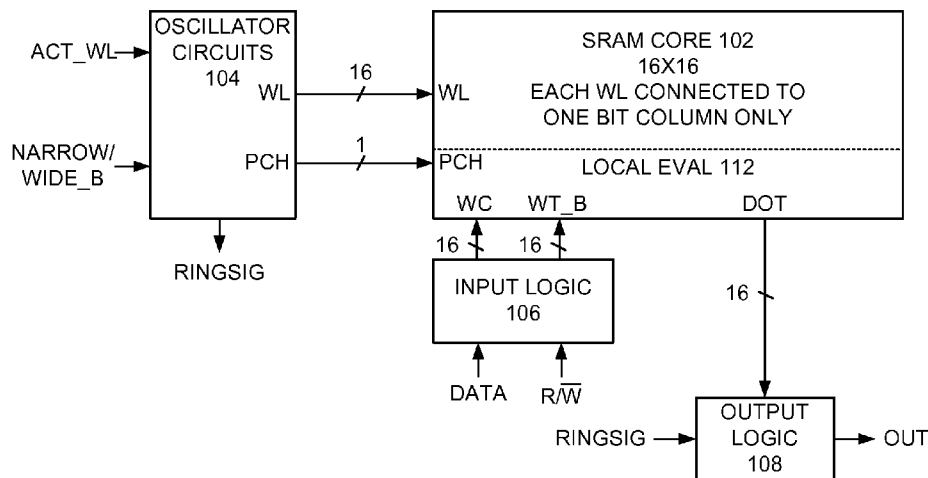 OSCILLATOR
CIRCUITS
104
ACT_WL
NARROW/
WIDE_B
WL
PCH
RINGSIG
16
1
SRAM CORE 102
16X16
EACH WL CONNECTED TO
ONE BIT COLUMN ONLY
WL
PCH
LOCAL EVAL 112
WC
WT_B
DOT
16
16
16
INPUT LOGIC
106
DATA
R/W̅
RINGSIG
OUTPUT
LOGIC
108
OUT